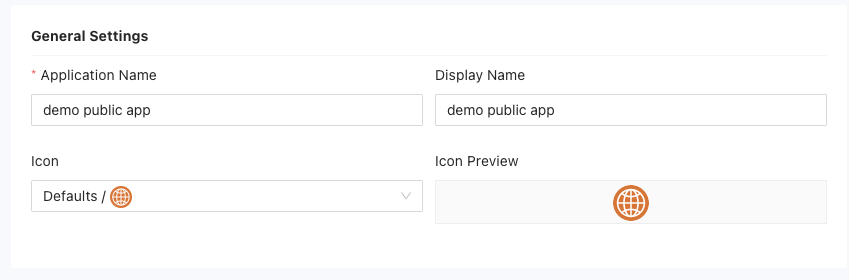 General Settings
* Application Name
Display Name
demo public app
demo public app
Icon
Icon Preview
Defaults /